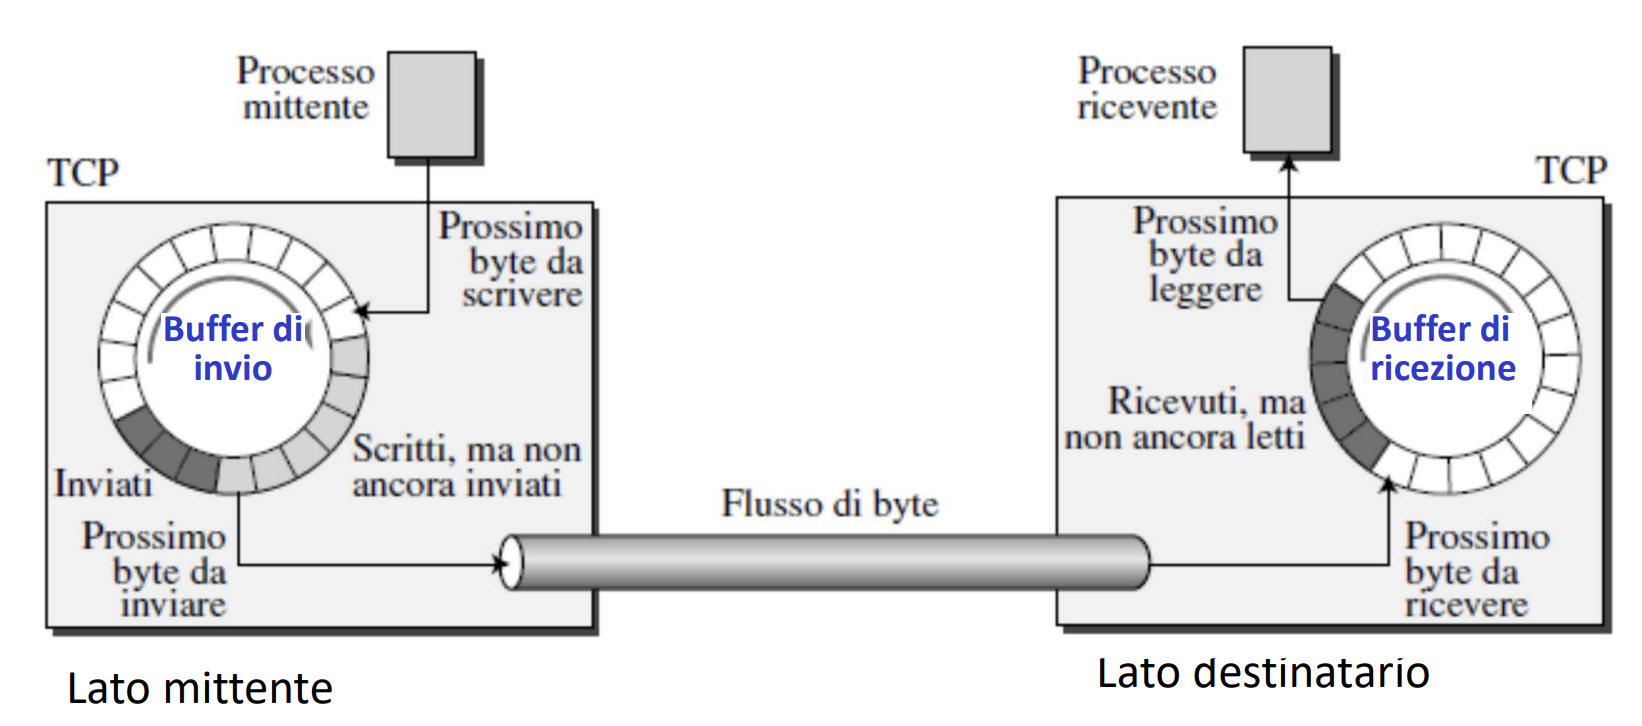 Processo
mittente
TCP
Prossimo
byte da
scrivere
Buffer di
invio
Scritti, ma non
ancora inviati
Inviati
Prossimo
byte da
inviare
Lato mittente
Flusso di byte
Processo
ricevente
TCP
Prossimo
byte da
leggere
Buffer di
ricezione
Ricevuti, ma
non ancora letti
Prossimo
byte da
ricevere
Lato destinatario